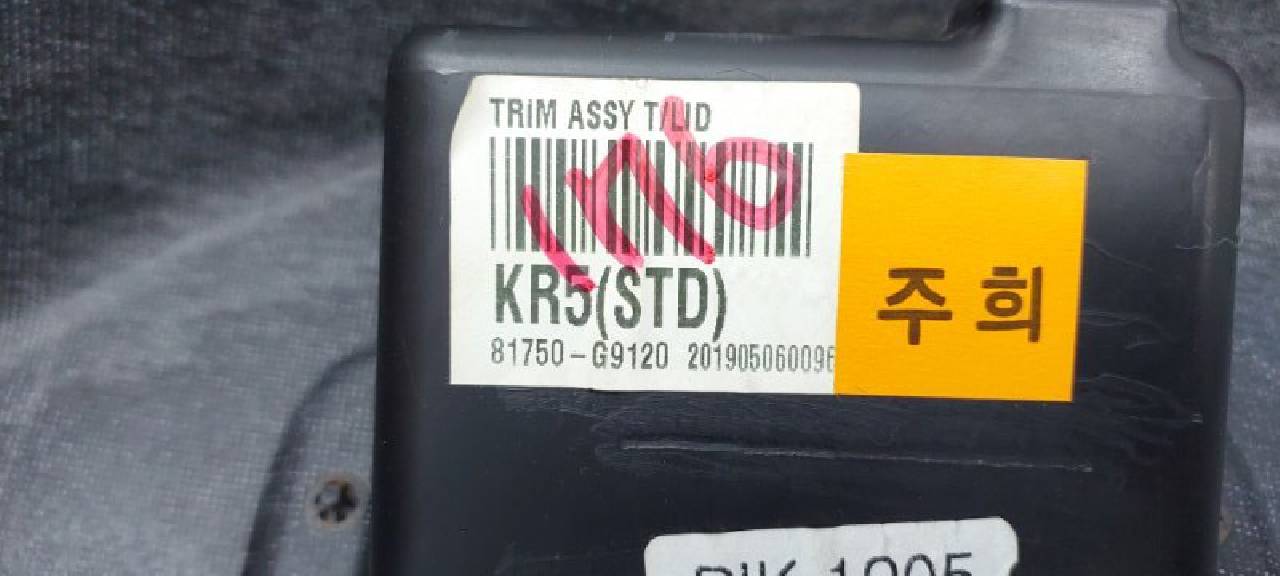 TRIM ASSY T/LID
KR5(STD)
81750-G9120 201905060096
주희